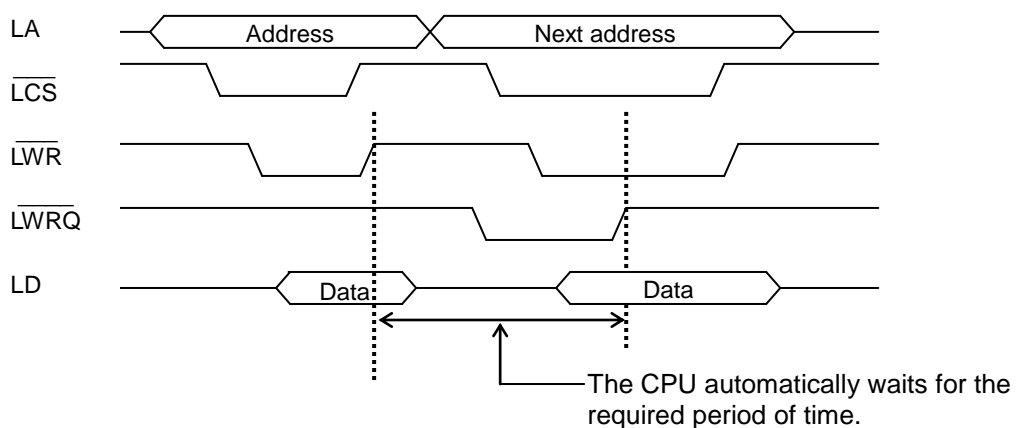 LA
Address
Next address
LCS
LWR
LWRQ
LD
Data
Data
The CPU automatically waits for the
required period of time.